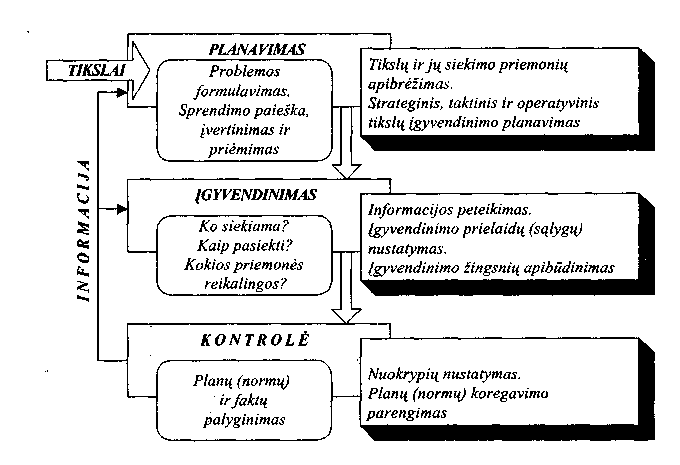 TIKSLAI
PLANAVIMAS
Problemos
formulavimas.
Sprendimo paieška,
įvertinimas ir
priėmimas
Tikslų ir jų siekimo priemonių
apibrėžimas.
Strateginis, taktinis ir operatyvinis
tikslų įgyvendinimo planavimas
INFORMACIJA
ĮGYVENDINIMAS
Ko siekiama?
Kaip pasiekti?
Kokios priemonės
reikalingos?
Informacijos peteikimas.
Įgyvendinimo prielaidų (sąlygų)
nustatymas.
Įgyvendinimo žingsnių apibūdinimas
KONTROLĖ
Planų (normų)
ir faktų
palyginimas
Nuokrypių nustatymas.
Planų (normų) koregavimo
parengimas